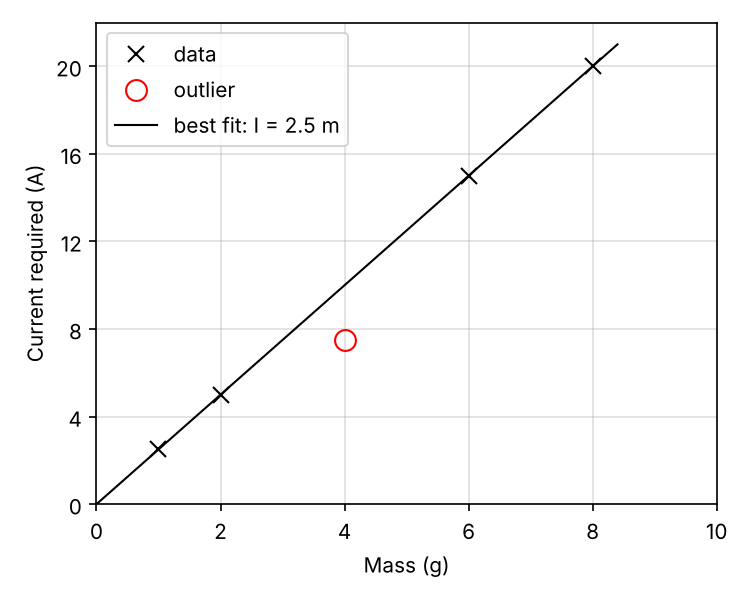 data
outlier
best fit: I = 2.5 m
Current required (A)
20
16
12
8
4
0
0 2 4 6 8 10
Mass (g)